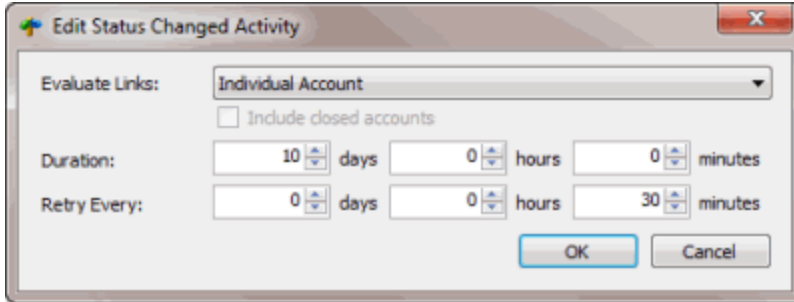 Edit Status Changed Activity
Evaluate Links: Individual Account
Include closed accounts
Duration: 10 days 0 hours 0 minutes
Retry Every: 0 days 0 hours 30 minutes
OK Cancel